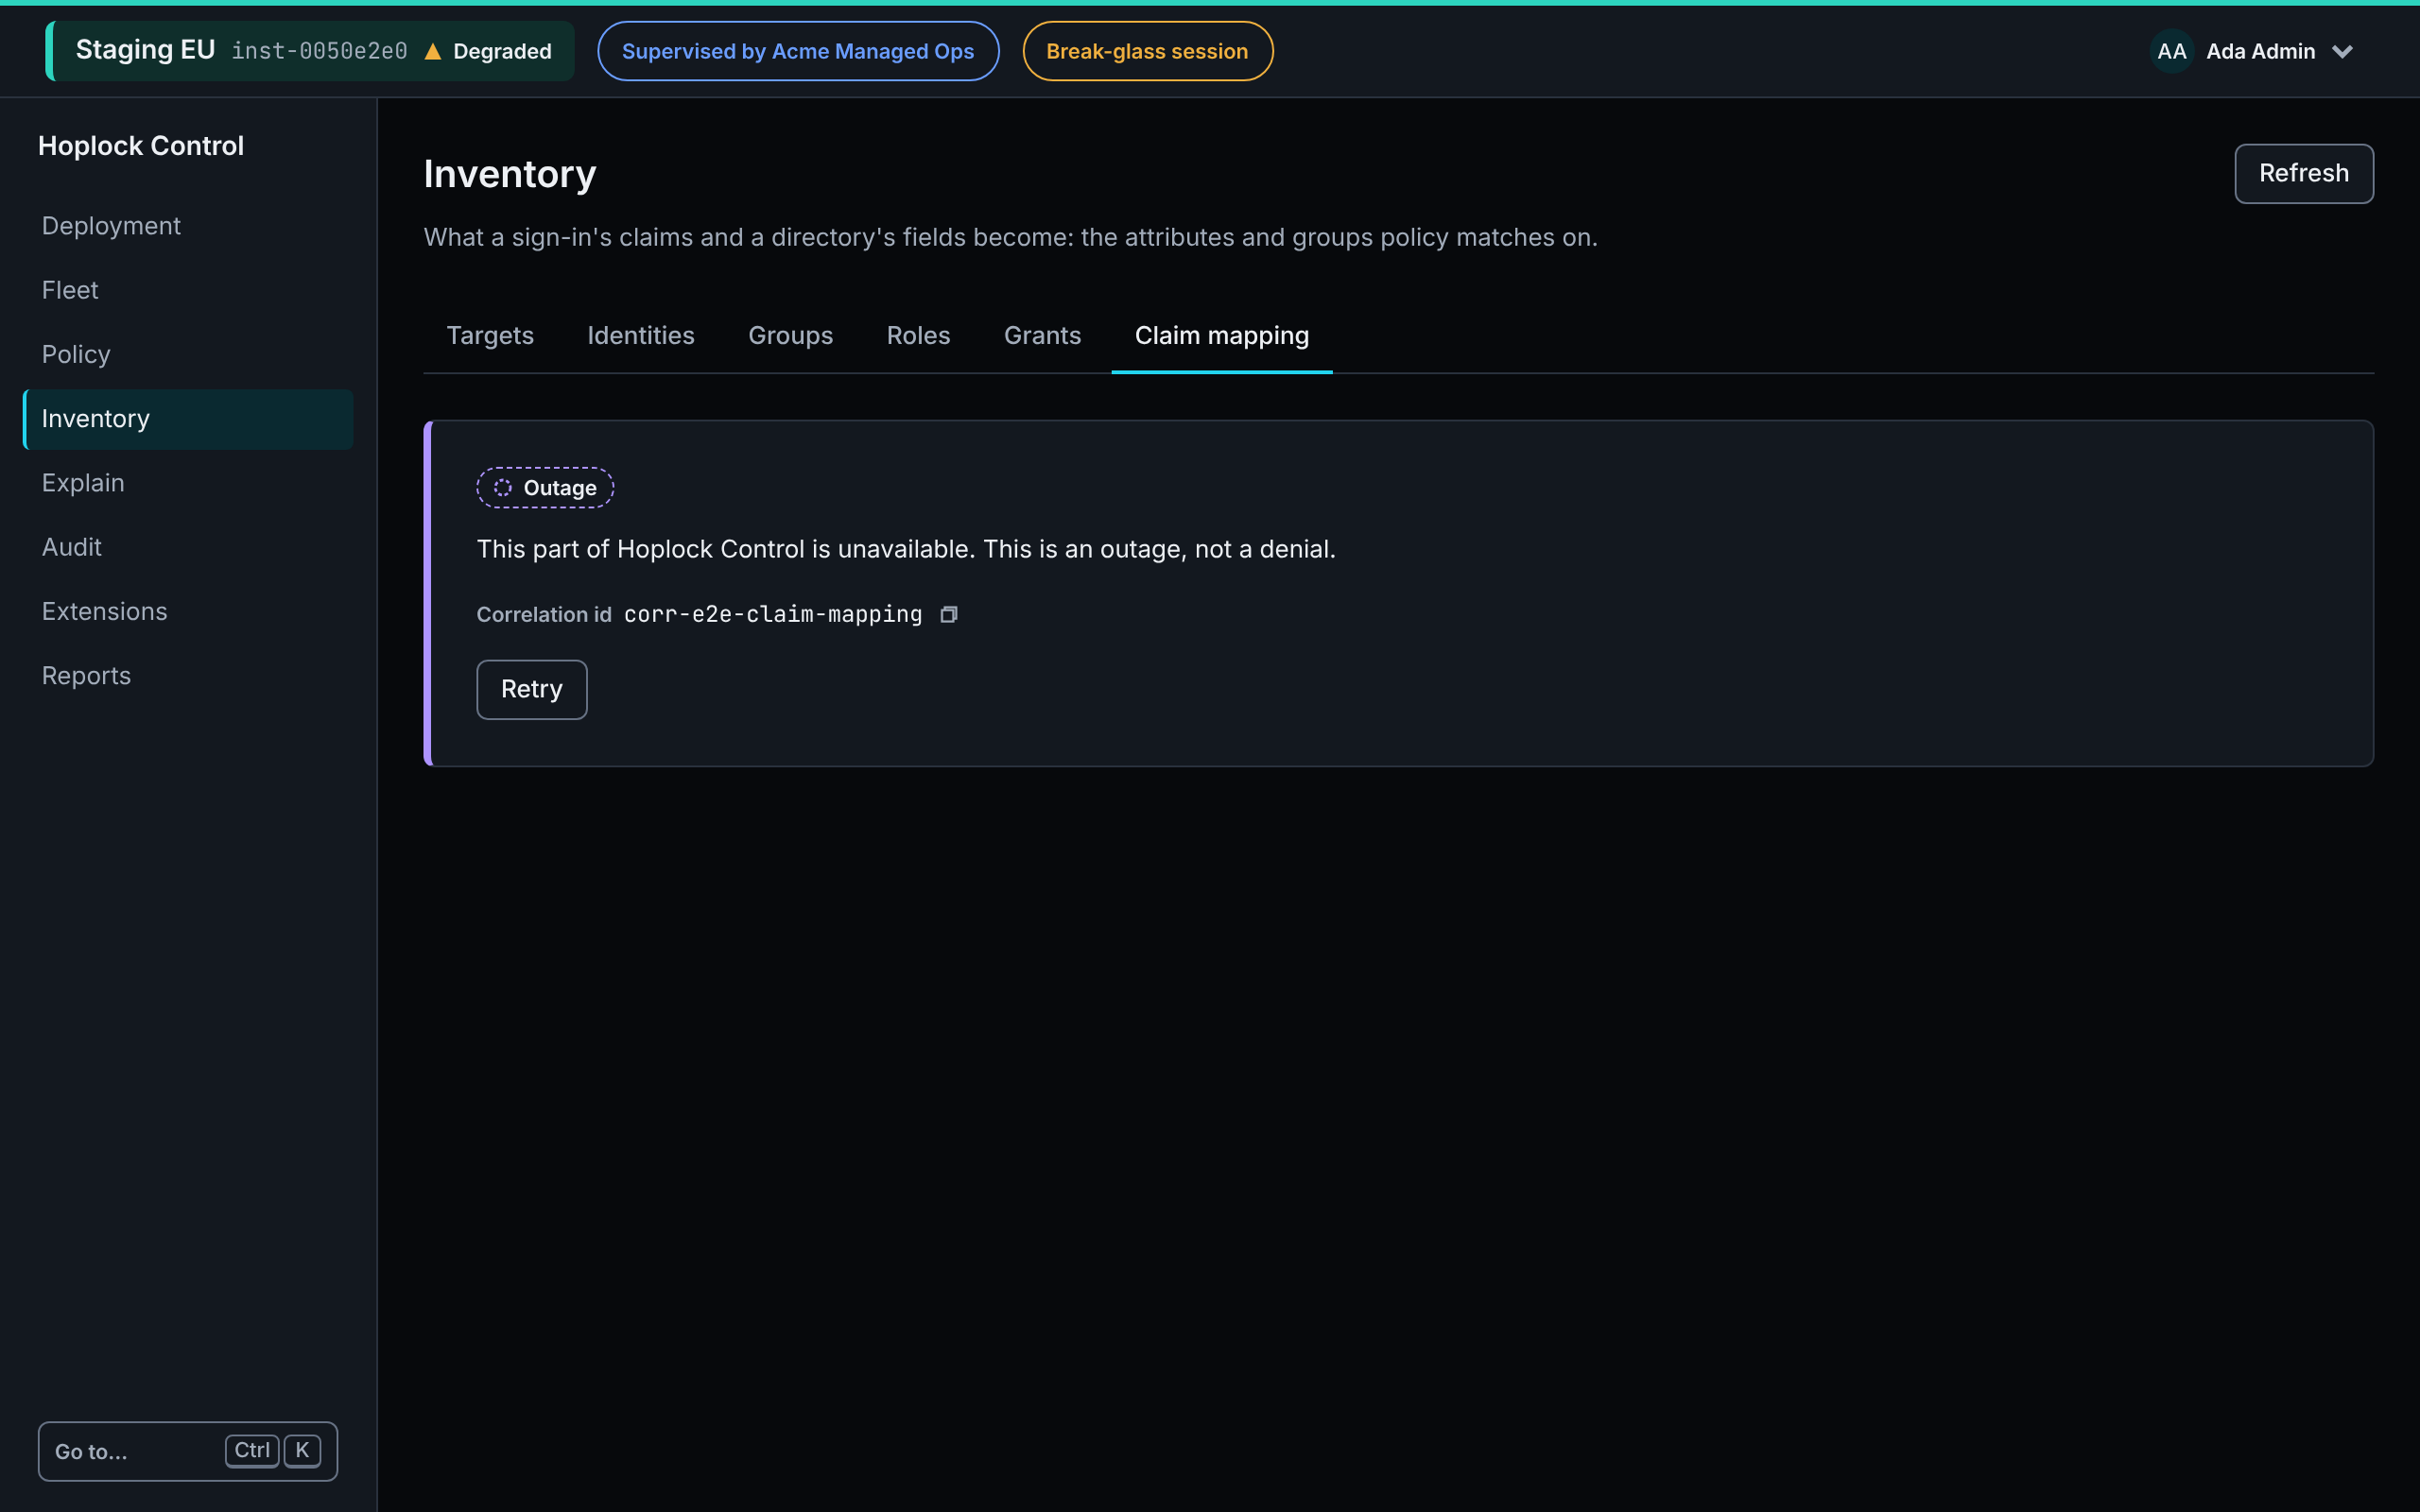 Staging EU inst-0050e2e0 Degraded Supervised by Acme Managed Ops Break-glass session AA Ada Admin
Hoplock Control
Deployment
Fleet
Policy
Inventory
Explain
Audit
Extensions
Reports
Go to... Ctrl K
Inventory
Refresh
What a sign-in's claims and a directory's fields become: the attributes and groups policy matches on.
Targets Identities Groups Roles Grants Claim mapping
Outage
This part of Hoplock Control is unavailable. This is an outage, not a denial.
Correlation id corr-e2e-claim-mapping
Retry